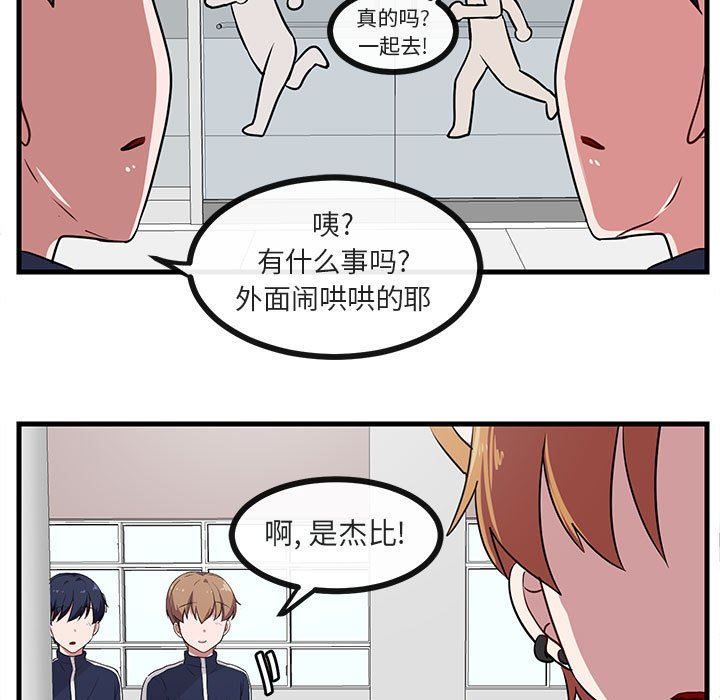 真的吗?
一起去!
咦?
有什么事吗?
外面闹哄哄的耶
啊, 是杰比!